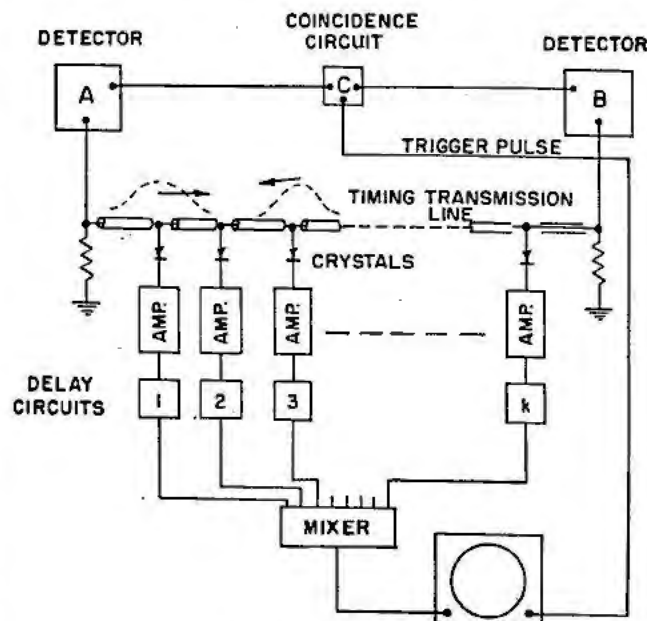 DETECTOR
COINCIDENCE
CIRCUIT
DETECTOR
A
C
B
TRIGGER PULSE
TIMING TRANSMISSION
LINE
CRYSTALS
AMP.
AMP.
AMP.
AMP.
DELAY
CIRCUITS
1
2
3
k
MIXER